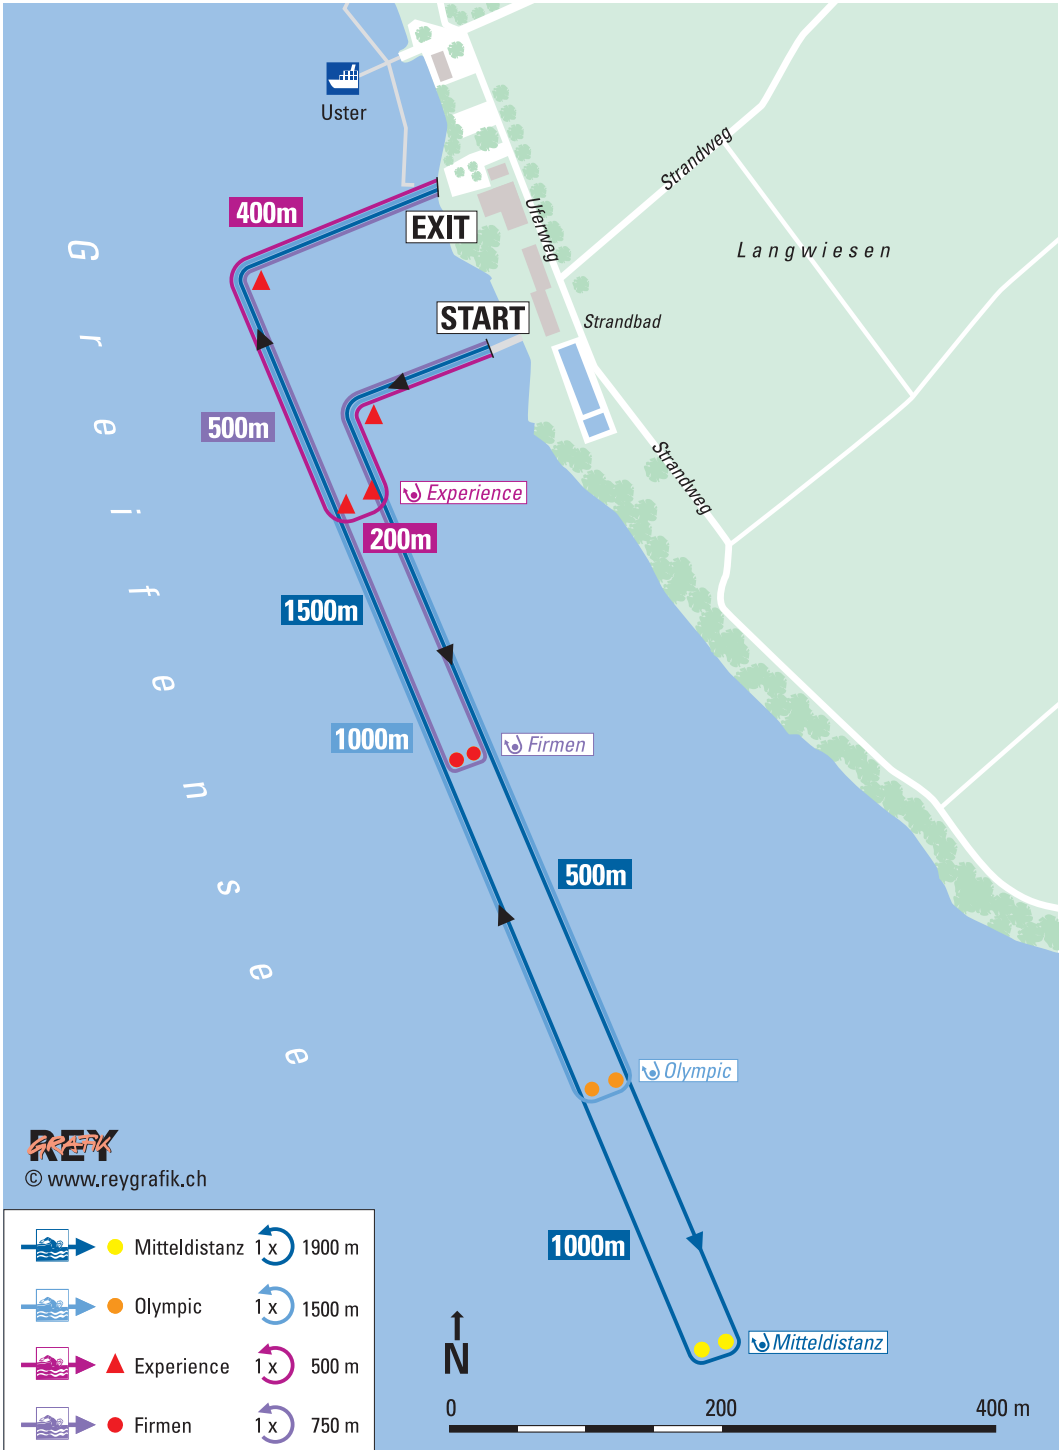 Uster
Strandweg
400m
EXIT
Uferweg
Langwiesen
Greifensee
START
Strandbad
500m
Strandweg
Experience
200m
1500m
1000m
Firmen
500m
Olympic
REY
GRAFIK
© www.reygrafik.ch
1000m
Mitteldistanz 1 x 1900 m
Olympic 1 x 1500 m
Experience 1 x 500 m
Firmen 1 x 750 m
N
Mitteldistanz
0 200 400 m